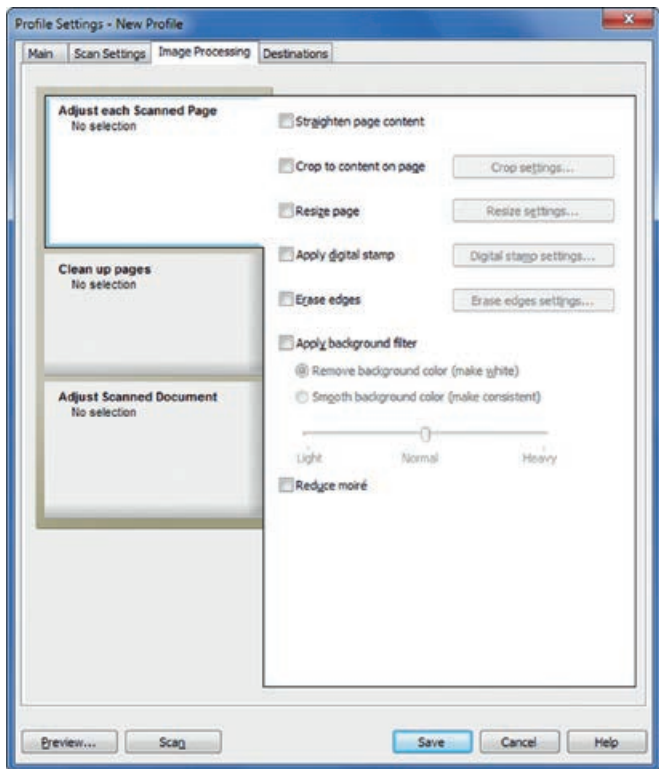 Profile Settings - New Profile
Main Scan Settings Image Processing Destinations
Adjust each Scanned Page
No selection
Clean up pages
No selection
Adjust Scanned Document
No selection
Straighten page content
Crop to content on page Crop settings...
Resize page Resize settings...
Apply digital stamp Digital stamp settings...
Erase edges Erase edges settings...
Apply background filter
Remove background color (make white)
Smooth background color (make consistent)
Light Normal Heavy
Reduce moiré
Preview... Scan Save Cancel Help